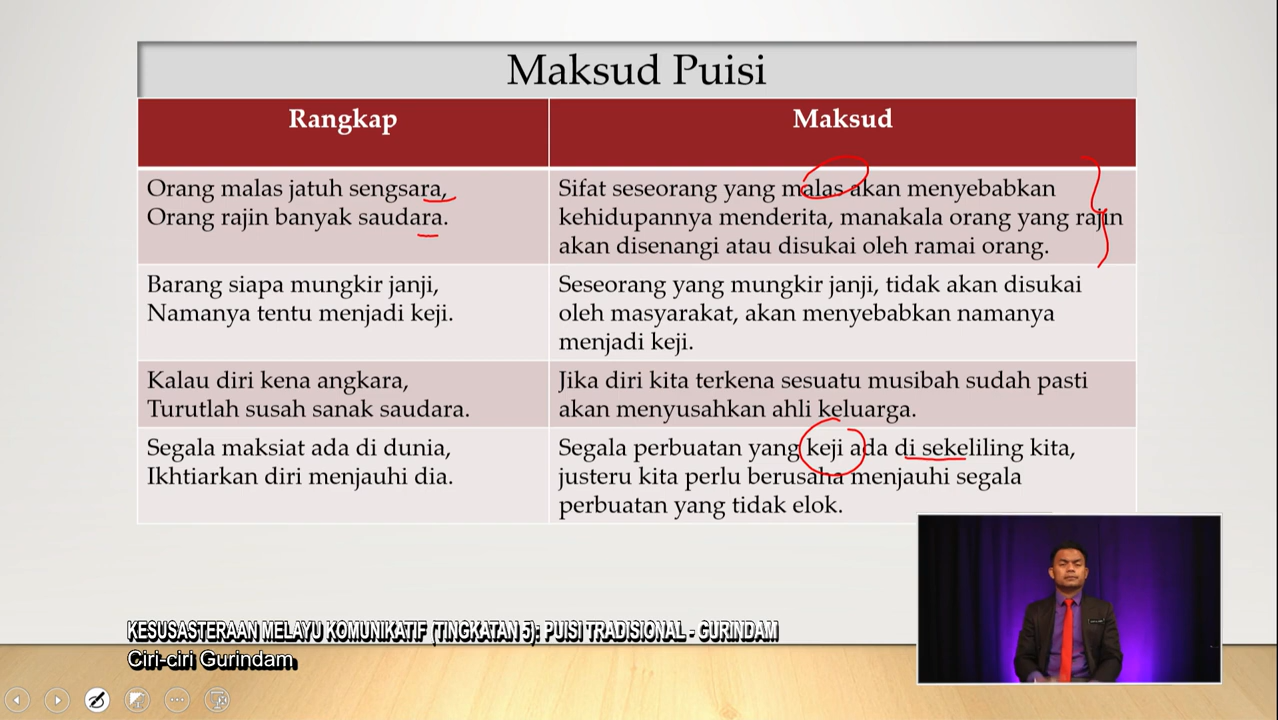 Maksud Puisi
Rangkap
Maksud
Orang malas jatuh sengsara,
Orang rajin banyak saudara.
Sifat seseorang yang malas akan menyebabkan
kehidupannya menderita, manakala orang yang rajin
akan disenangi atau disukai oleh ramai orang.
Barang siapa mungkir janji,
Namanya tentu menjadi keji.
Seseorang yang mungkir janji, tidak akan disukai
oleh masyarakat, akan menyebabkan namanya
menjadi keji.
Kalau diri kena angkara,
Turutlah susah sanak saudara.
Jika diri kita terkena sesuatu musibah sudah pasti
akan menyusahkan ahli keluarga.
Segala maksiat ada di dunia,
Ikhtiarkan diri menjauhi dia.
Segala perbuatan yang keji ada di sekeliling kita,
justeru kita perlu berusaha menjauhi segala
perbuatan yang tidak elok.
KESUSASTERAAN MELAYU KOMUNIKATIF (TINGKATAN 5): PUISI TRADISIONAL - GURINDAM
Ciri-ciri Gurindam